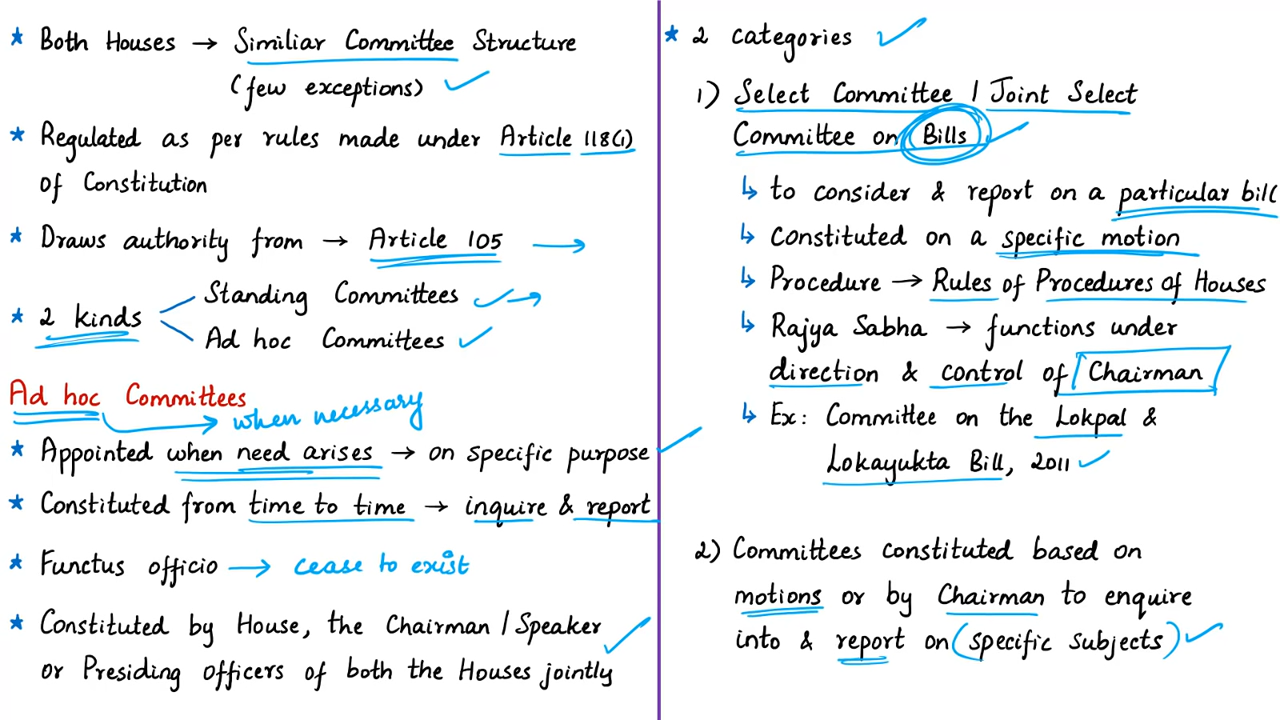 * Both Houses → Similiar Committee Structure
(few exceptions)
* Regulated as per rules made under Article 118(1)
of Constitution
* Draws authority from → Article 105 →
* 2 kinds
Standing Committees →
Ad hoc Committees
Ad hoc Committees
→ when necessary
* Appointed when need arises → on specific purpose
* Constituted from time to time → inquire & report
* Functus officio → cease to exist
* Constituted by House, the Chairman / Speaker
or Presiding officers of both the Houses jointly
* 2 categories
1) Select Committee / Joint Select
Committee on Bills
↳ to consider & report on a particular bill
↳ Constituted on a specific motion
↳ Procedure → Rules of Procedures of Houses
↳ Rajya Sabha → functions under
direction & control of Chairman
↳ Ex: Committee on the Lokpal &
Lokayukta Bill, 2011
2) Committees constituted based on
motions or by Chairman to enquire
into & report on (specific subjects)